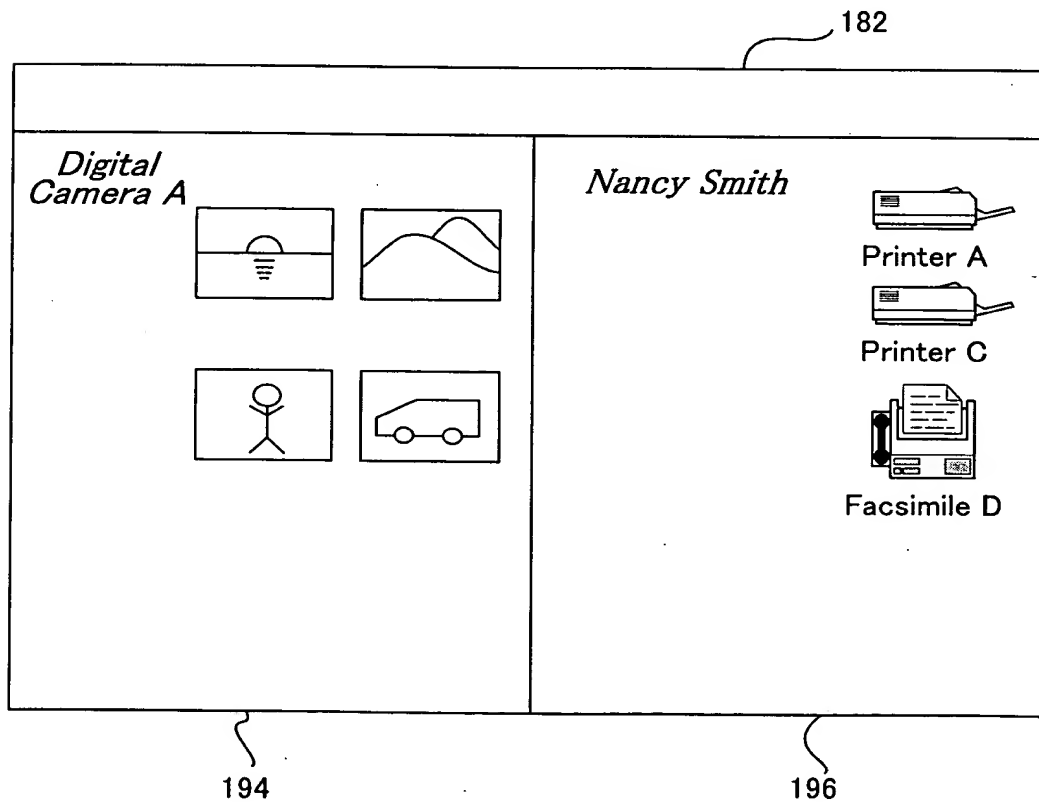 182
Digital
Camera A
Nancy Smith
Printer A
Printer C
Facsimile D
194
196